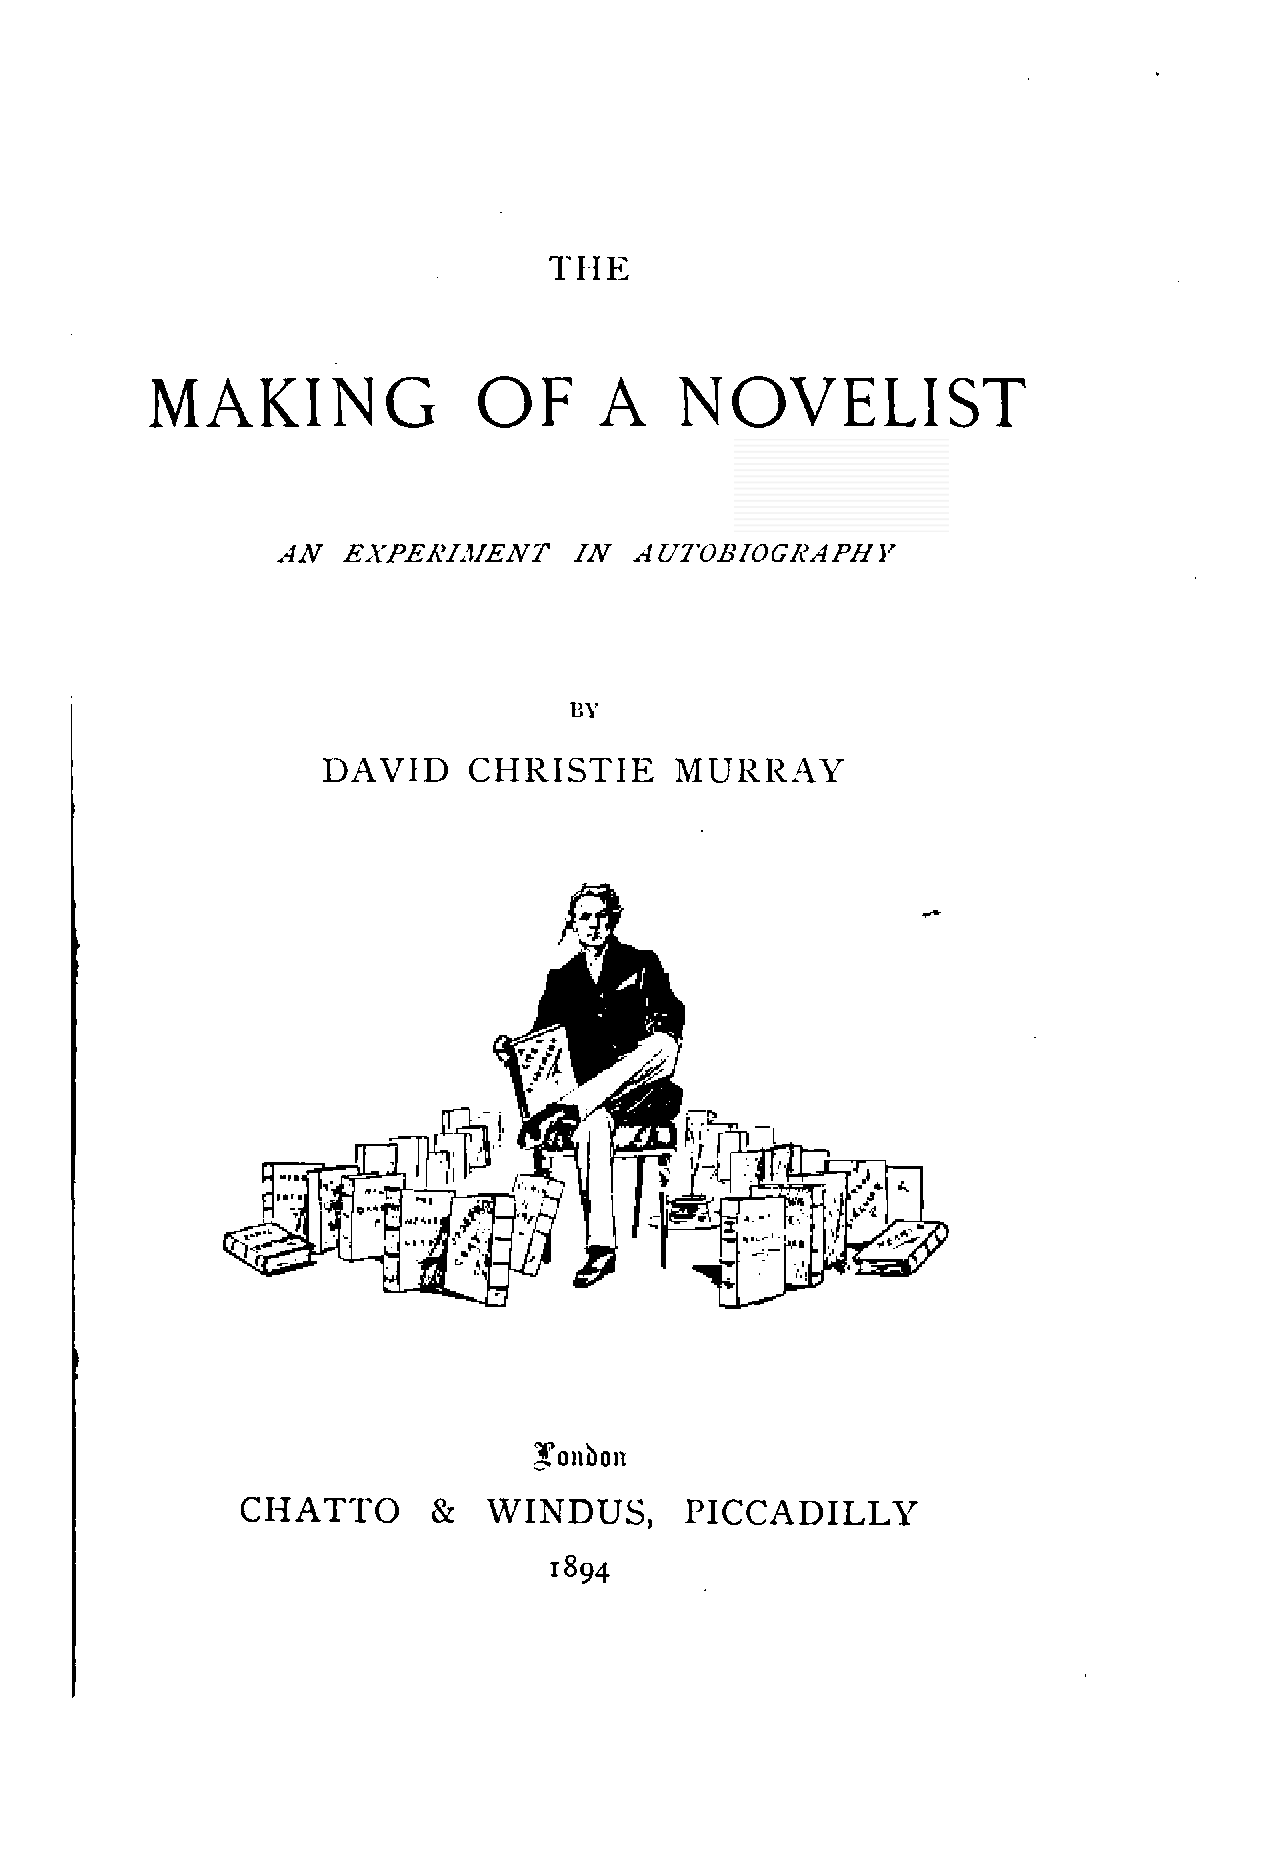 THE
MAKING OF A NOVELIST
AN EXPERIMENT IN AUTOBIOGRAPHY
BY
DAVID CHRISTIE MURRAY
London
CHATTO & WINDUS, PICCADILLY
1894